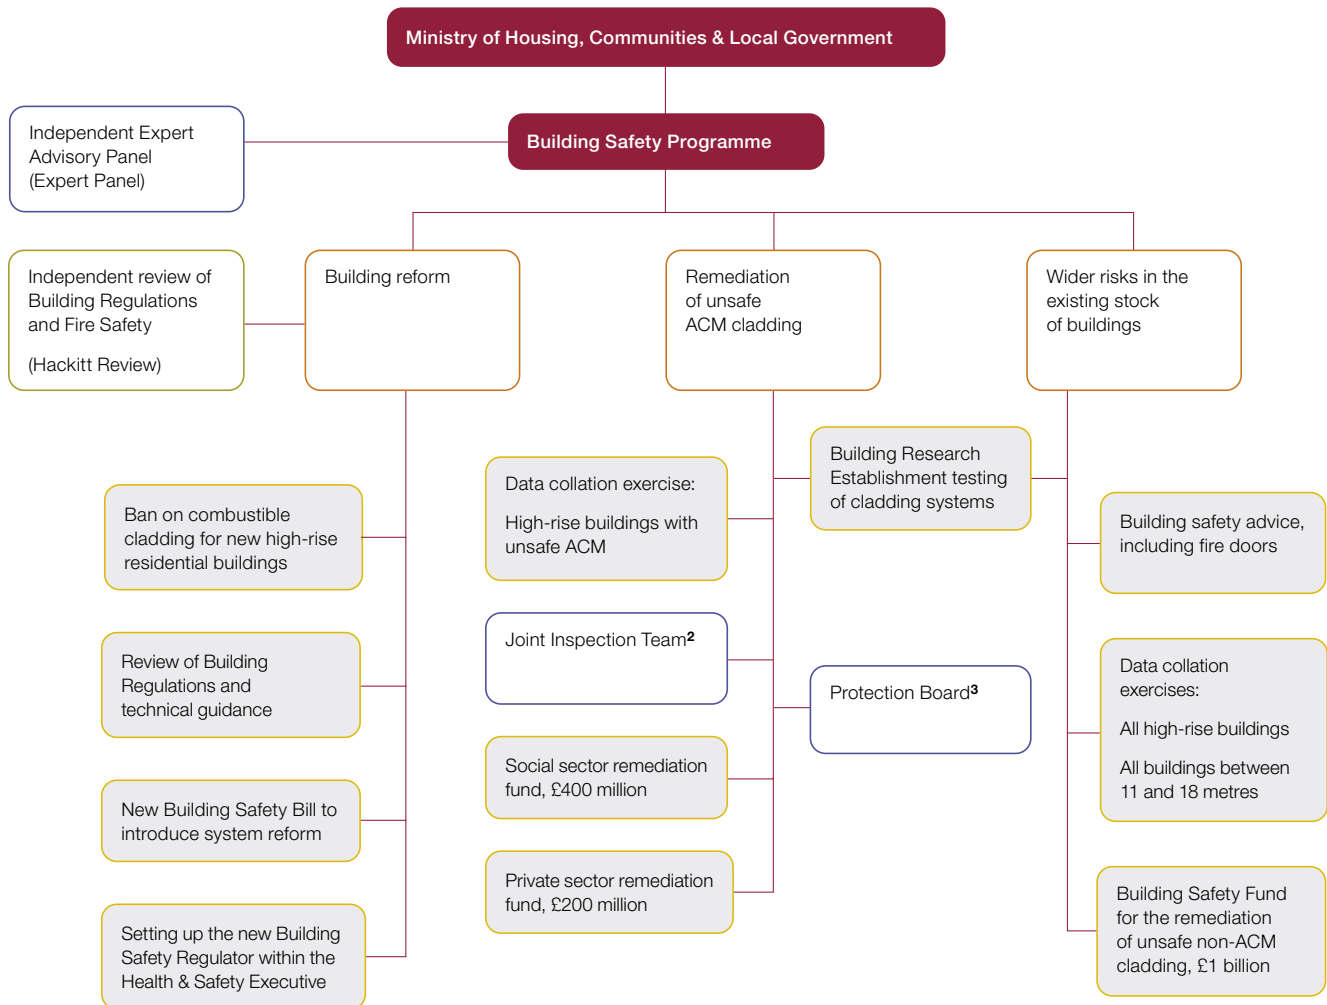 Ministry of Housing, Communities & Local Government
Building Safety Programme
Independent Expert
Advisory Panel
(Expert Panel)
Independent review of
Building Regulations
and Fire Safety
(Hackitt Review)
Building reform
Remediation
of unsafe
ACM cladding
Wider risks in the
existing stock
of buildings
Ban on combustible
cladding for new high-rise
residential buildings
Review of Building
Regulations and
technical guidance
New Building Safety Bill to
introduce system reform
Setting up the new Building
Safety Regulator within the
Health & Safety Executive
Data collation exercise:
High-rise buildings with
unsafe ACM
Joint Inspection Team2
Social sector remediation
fund, £400 million
Private sector remediation
fund, £200 million
Building Research
Establishment testing
of cladding systems
Protection Board3
Building safety advice,
including fire doors
Data collation
exercises:
All high-rise buildings
All buildings between
11 and 18 metres
Building Safety Fund
for the remediation
of unsafe non-ACM
cladding, £1 billion